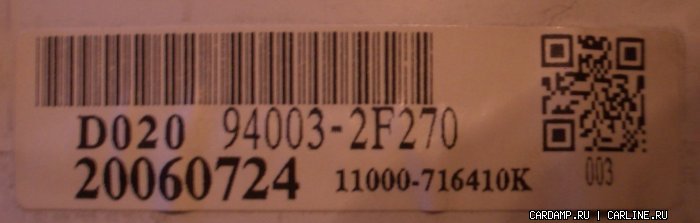 D020 94003-2F270
20060724 11000-716410K
003
CARDAMP.RU | CARLINE.RU